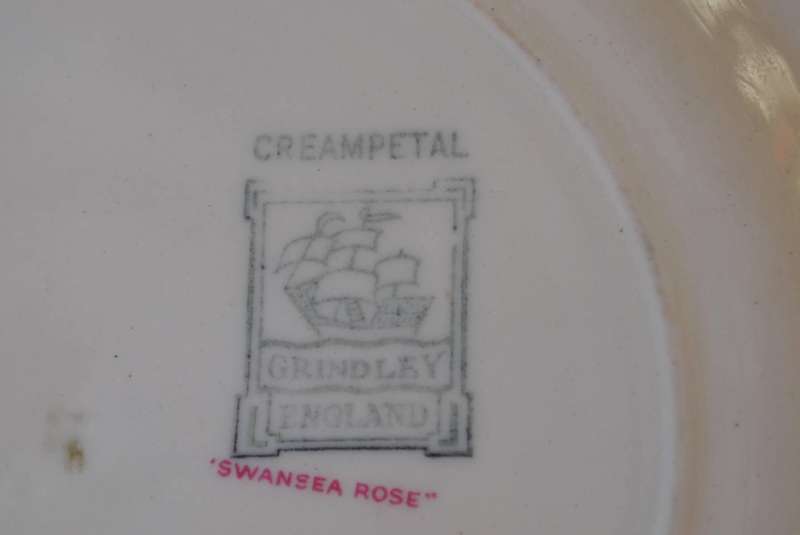 CREAMPETAL
GRINDLEY
ENGLAND
'SWANSEA ROSE"